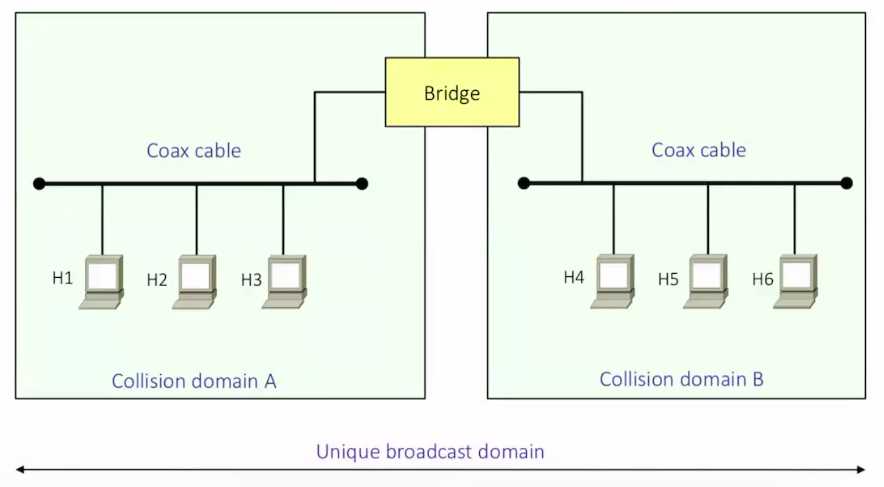 Bridge
Coax cable
Coax cable
H1
H2
H3
H4
H5
H6
Collision domain A
Collision domain B
Unique broadcast domain